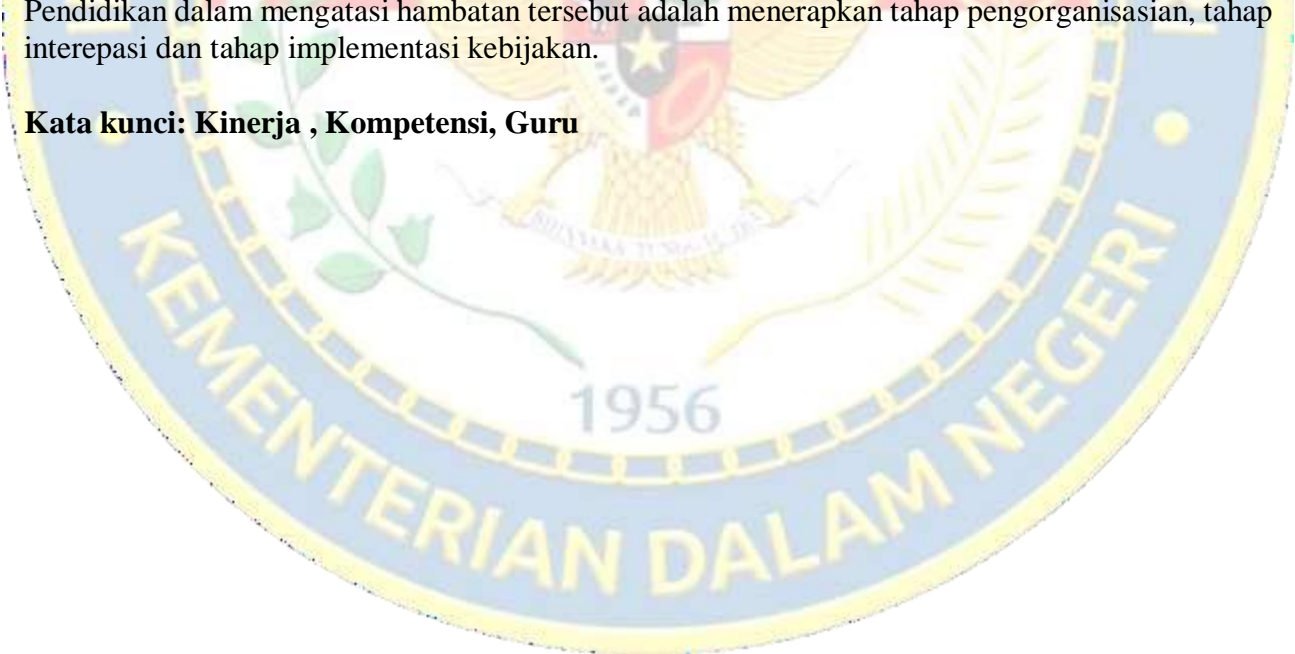 Pendidikan dalam mengatasi hambatan tersebut adalah menerapkan tahap pengorganisasian, tahap
interepasi dan tahap implementasi kebijakan.
Kata kunci: Kinerja , Kompetensi, Guru
1956
KEMENTERIAN DALAM NEGERI